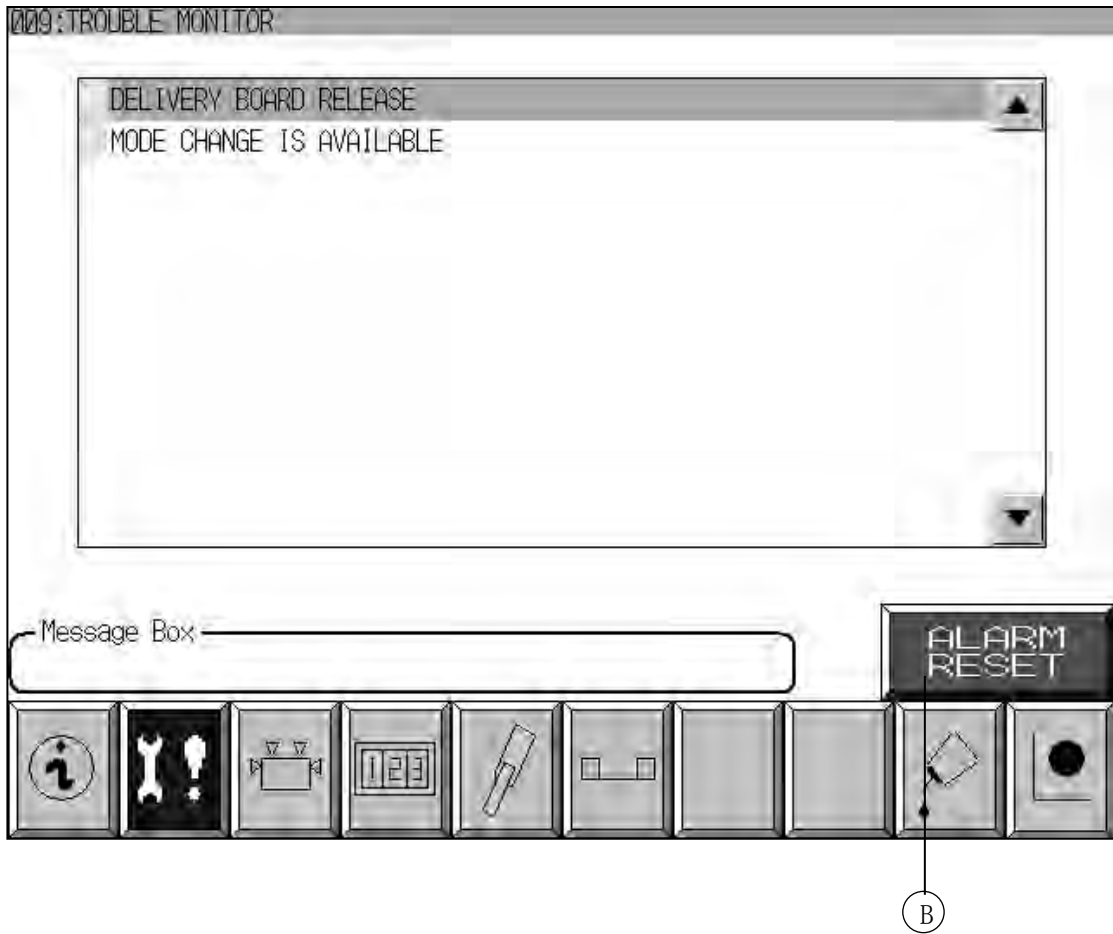 009:TROUBLE MONITOR
DELIVERY BOARD RELEASE
MODE CHANGE IS AVAILABLE
Message Box
ALARM
RESET
i
123
B